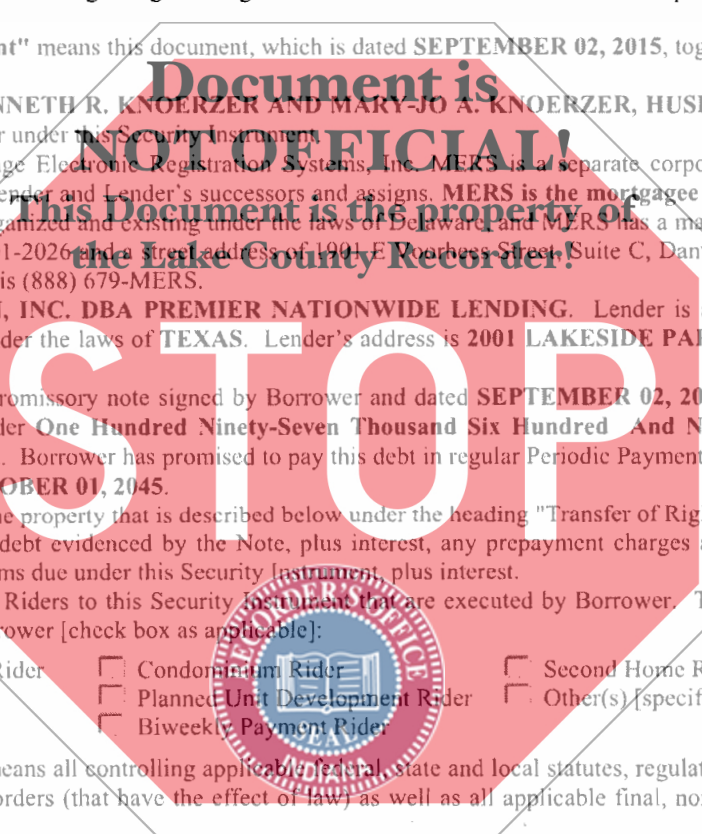 nt" means this document, which is dated SEPTEMBER 02, 2015, tog
Document is
NNETH R. KNOERZER AND MARY-JO A. KNOERZER, HUSE
r under this Security Instrument.
NOT OFFICIAL!
ge Electronic Registration Systems, Inc. MERS is a separate corpo
ender and Lender's successors and assigns. MERS is the mortgagee
This Document is the property of
ganized and existing under the laws of Delaware, and MERS has a ma
1-2026 and a street address of 1901 E Voorhees Street, Suite C, Dan
the Lake County Recorder!
is (888) 679-MERS.
, INC. DBA PREMIER NATIONWIDE LENDING. Lender is
der the laws of TEXAS. Lender's address is 2001 LAKESIDE PA
STOP
romissory note signed by Borrower and dated SEPTEMBER 02, 20
der One Hundred Ninety-Seven Thousand Six Hundred And N
. Borrower has promised to pay this debt in regular Periodic Payment
OBER 01, 2045.
e property that is described below under the heading "Transfer of Rig
debt evidenced by the Note, plus interest, any prepayment charges
ms due under this Security Instrument, plus interest.
Riders to this Security Instrument that are executed by Borrower. T
rower [check box as applicable]:
Rider Condominium Rider Second Home R
Planned Unit Development Rider Other(s) [specif
Biweekly Payment Rider
RECORDER'S OFFICE
SEAL
INDIANA
eans all controlling applicable federal, state and local statutes, regulat
orders (that have the effect of law) as well as all applicable final, no